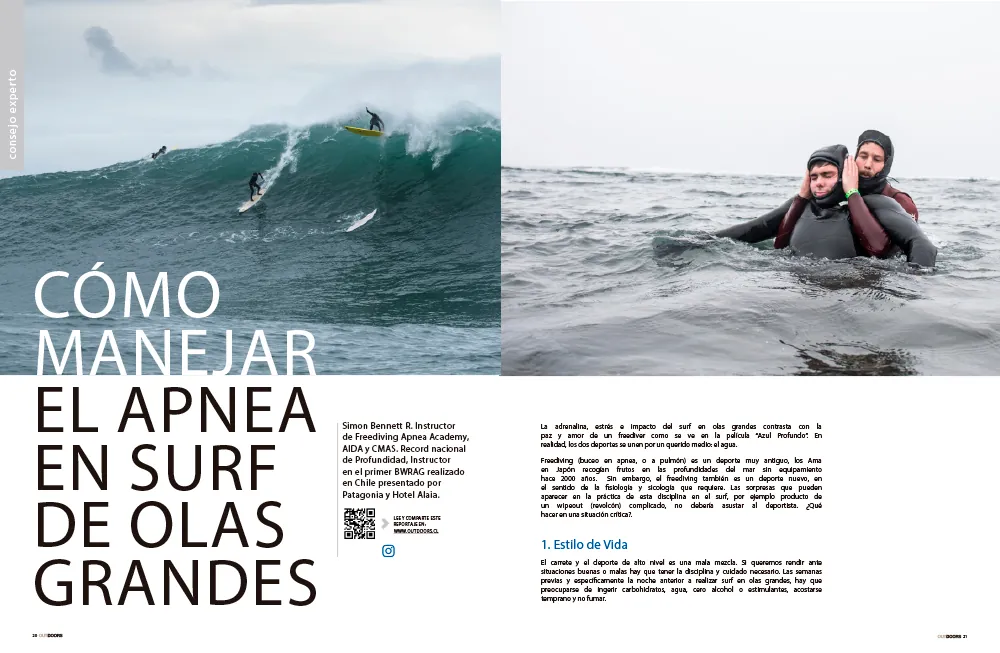 consejo experto
CÓMO
MANEJAR
EL APNEA
EN SURF
DE OLAS
GRANDES
Simon Bennett R. Instructor
de Freediving Apnea Academy,
AIDA y CMAS. Record nacional
de Profundidad, Instructor
en el primer BWRAG realizado
en Chile presentado por
Patagonia y Hotel Alaia.
LEE Y COMPARTE ESTE
REPORTAJE EN:
WWW.OUTDOORS.CL
La adrenalina, estrés e impacto del surf en olas grandes contrasta con la
paz y amor de un freediver como se ve en la película "Azul Profundo". En
realidad, los dos deportes se unen por un querido medio: el agua.
Freediving (buceo en apnea, o a pulmón) es un deporte muy antiguo, los Ama
en Japón recogían frutos en las profundidades del mar sin equipamiento
hace 2000 años. Sin embargo, el freediving también es un deporte nuevo, en
el sentido de la fisiología y sicología que requiere. Las sorpresas que pueden
aparecer en la práctica de esta disciplina en el surf, por ejemplo producto de
un wipeout (revolcón) complicado, no debería asustar al deportista. ¿Qué
hacer en una situación crítica?.
1. Estilo de Vida
El carrete y el deporte de alto nivel es una mala mezcla. Si queremos rendir ante
situaciones buenas o malas hay que tener la disciplina y cuidado necesario. Las semanas
previas y específicamente la noche anterior a realizar surf en olas grandes, hay que
preocuparse de ingerir carbohidratos, agua, cero alcohol o estimulantes, acostarse
temprano y no fumar.
20 OUTDOORS
OUTDOORS 21